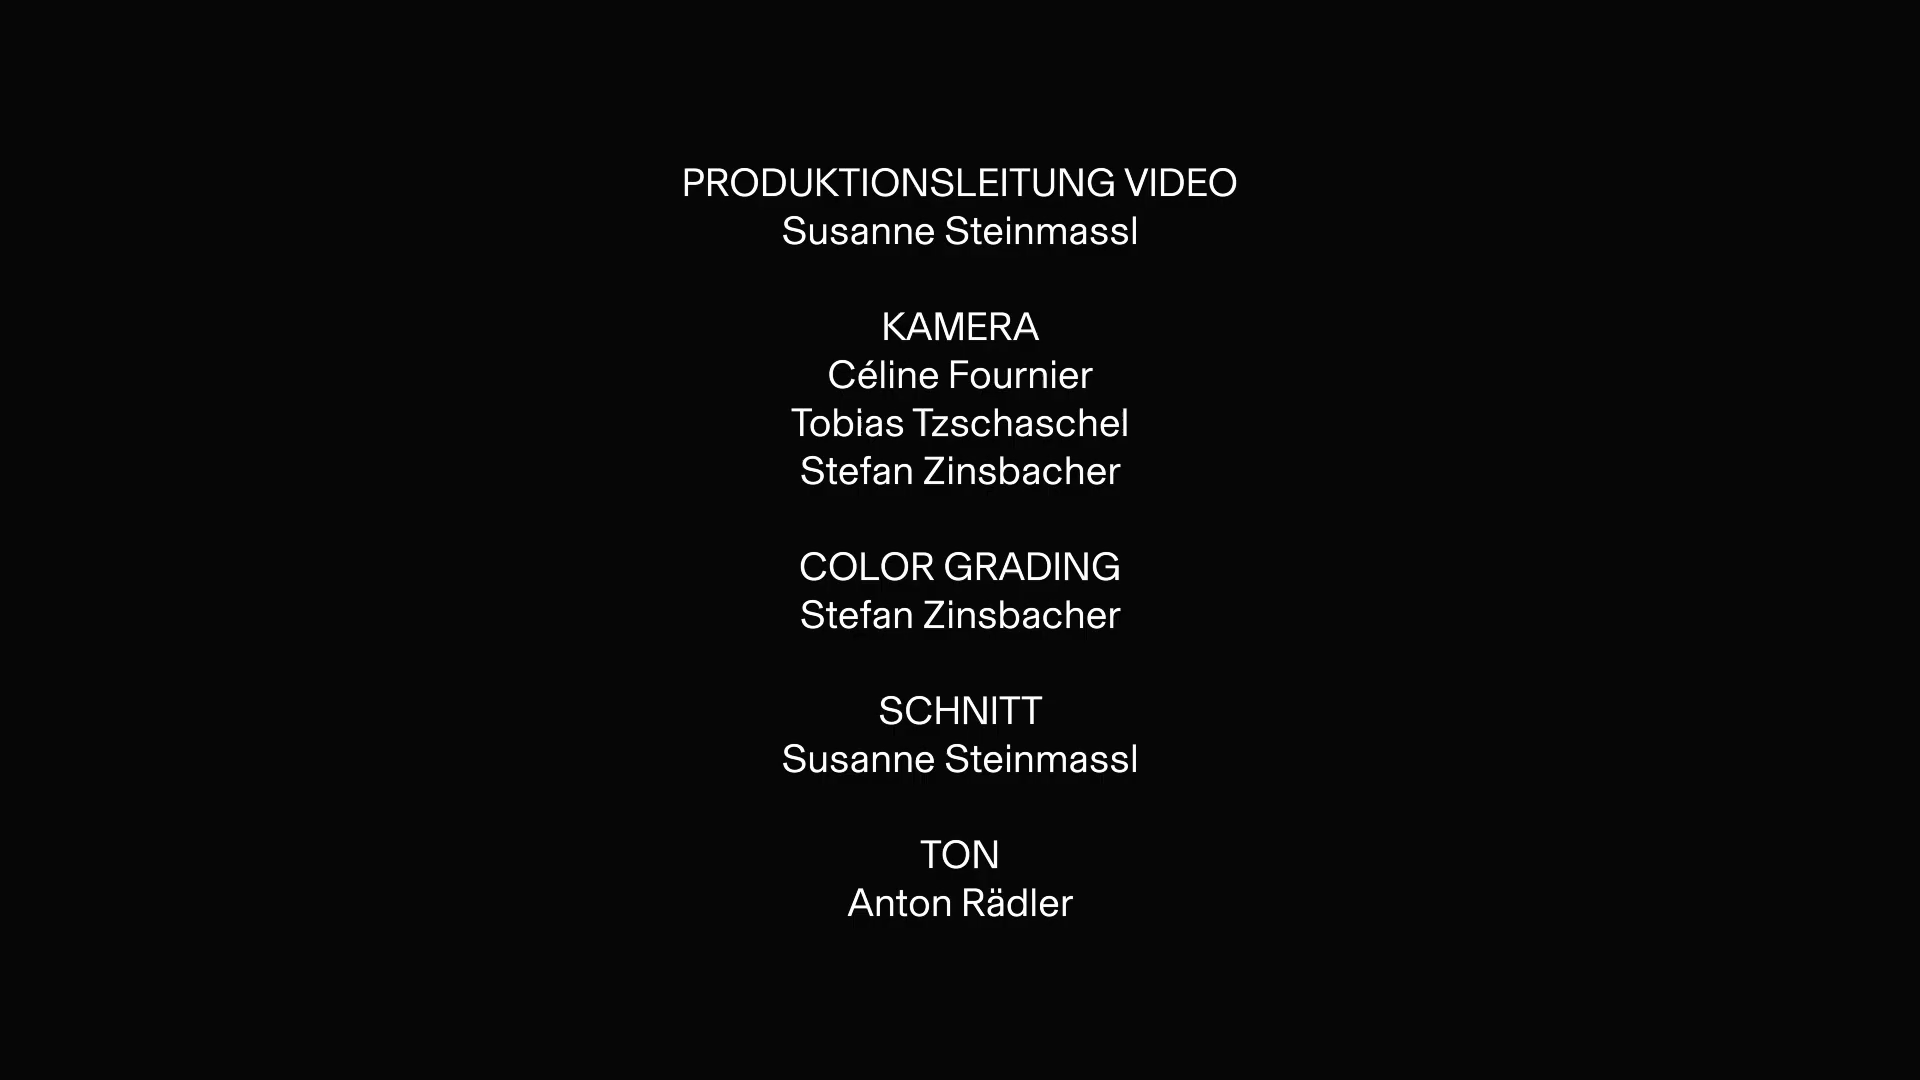 PRODUKTIONSLEITUNG VIDEO
Susanne Steinmassl
KAMERA
Céline Fournier
Tobias Tzschaschel
Stefan Zinsbacher
COLOR GRADING
Stefan Zinsbacher
SCHNITT
Susanne Steinmassl
TON
Anton Rädler